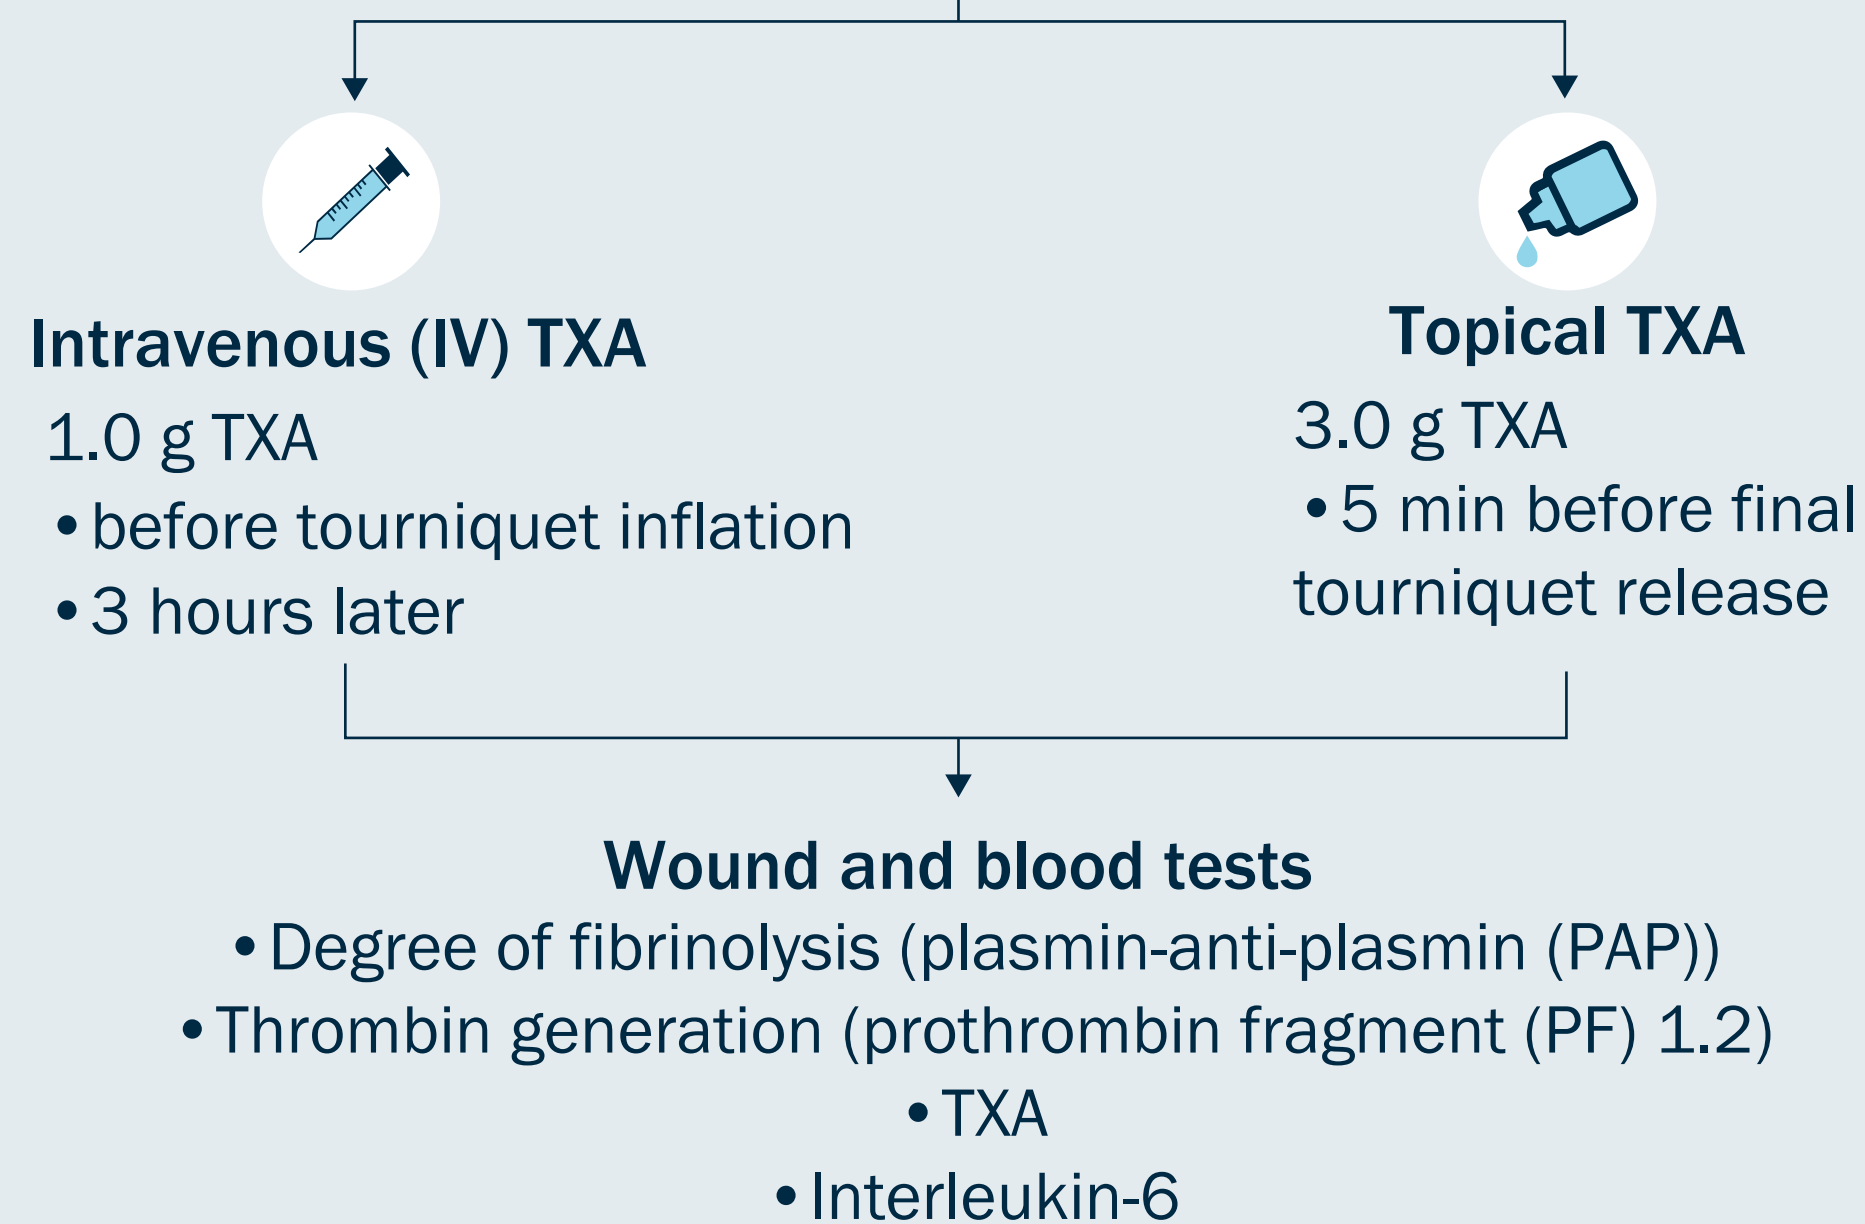 Intravenous (IV) TXA
1.0 g TXA
•before tourniquet inflation
•3 hours later
Topical TXA
3.0 g TXA
•5 min before final
tourniquet release
Wound and blood tests
•Degree of fibrinolysis (plasmin-anti-plasmin (PAP))
•Thrombin generation (prothrombin fragment (PF) 1.2)
•TXA
•Interleukin-6